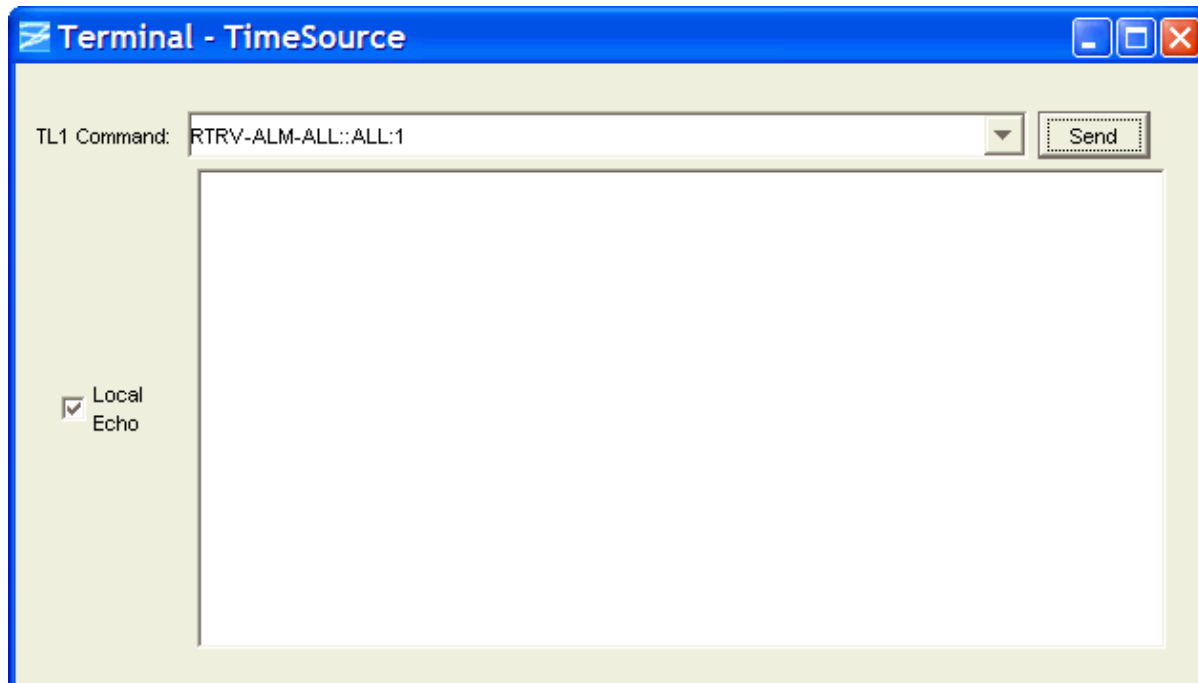 Terminal - TimeSource
TL1 Command: RTRV-ALM-ALL::ALL:1 Send
Local
Echo